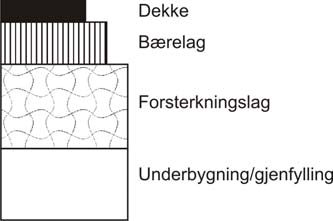 Dekke
Bærelag
Forsterkningslag
Underbygning/gjenfylling